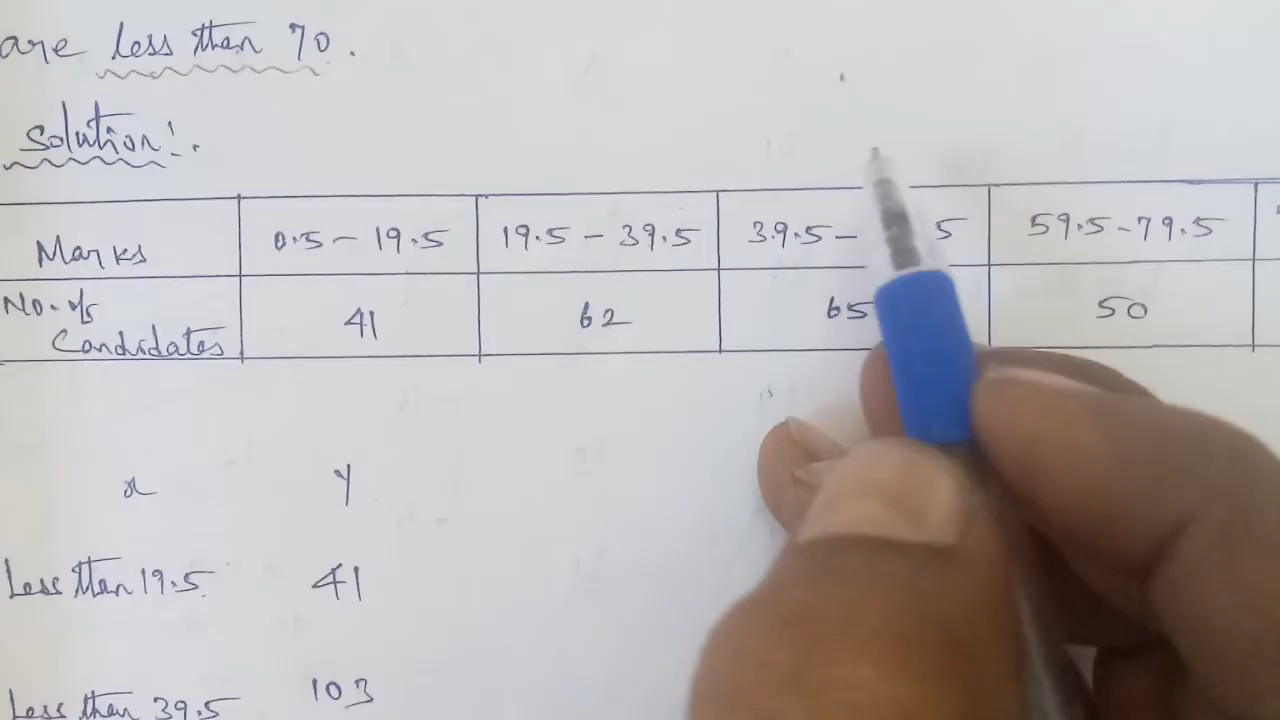 are less than 70.
Solution:.
Marks 0.5-19.5 19.5-39.5 39.5- 5 59.5-79.5
No. of 41 62 65 50
Candidates
x y
Less than 19.5 41
Less than 39.5 103